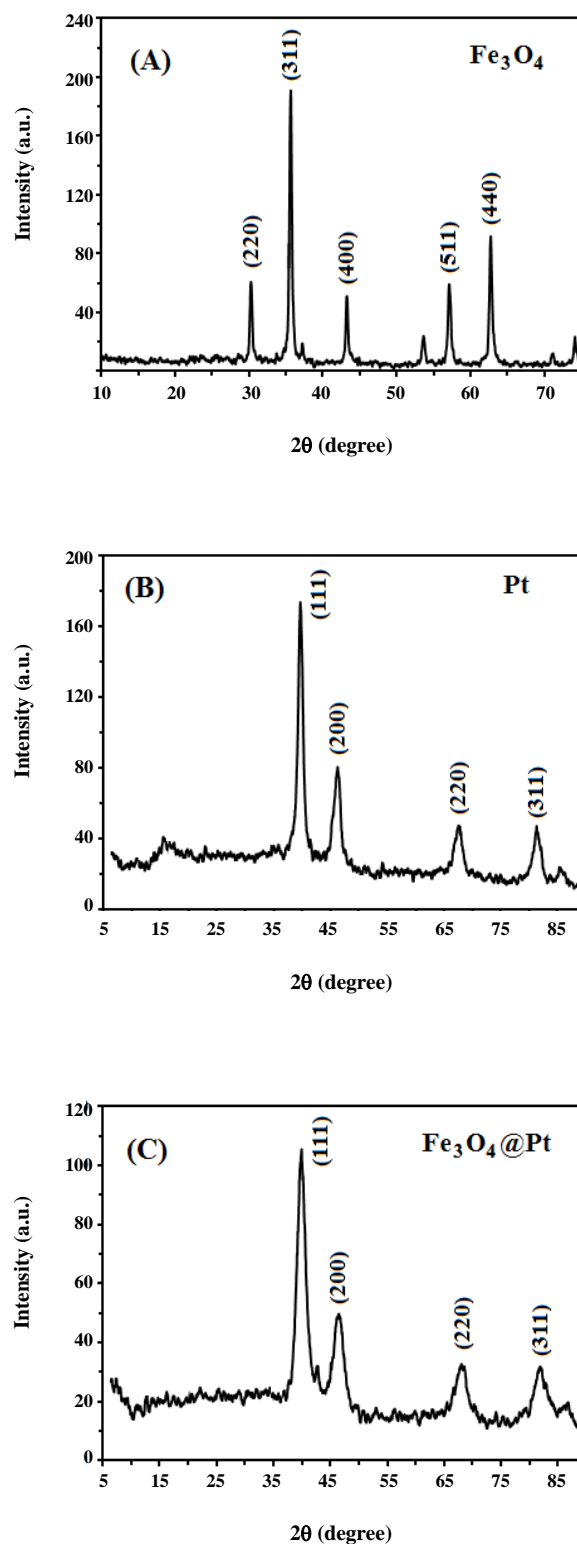 240
(A)
(311)
Fe₃O₄
200
160
(440)
120
(220)
(511)
(400)
80
40
Intensity (a.u.)
10 20 30 40 50 60 70
2θ (degree)
200
(B)
(111)
Pt
160
120
(200)
80
(220)
(311)
40
0
Intensity (a.u.)
5 15 25 35 45 55 65 75 85
2θ (degree)
120
(C)
(111)
Fe₃O₄@Pt
100
80
(200)
60
(220)
(311)
40
20
0
Intensity (a.u.)
5 15 25 35 45 55 65 75 85
2θ (degree)